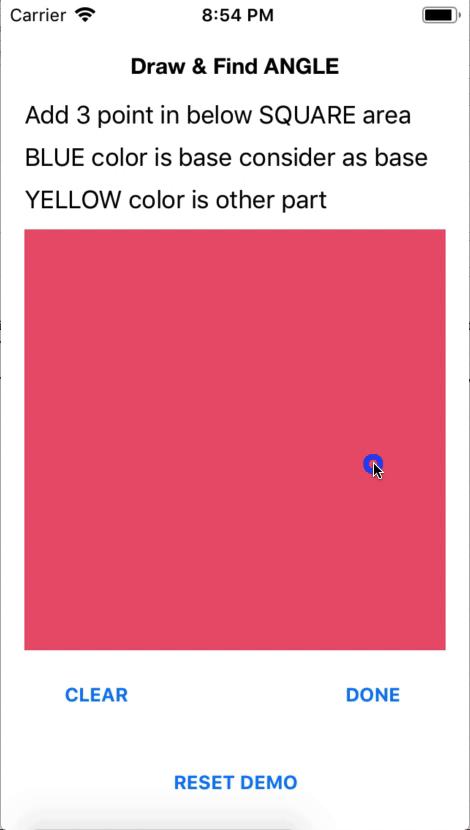 Carrier 8:54 PM
Draw & Find ANGLE
Add 3 point in below SQUARE area
BLUE color is base consider as base
YELLOW color is other part
CLEAR DONE
RESET DEMO